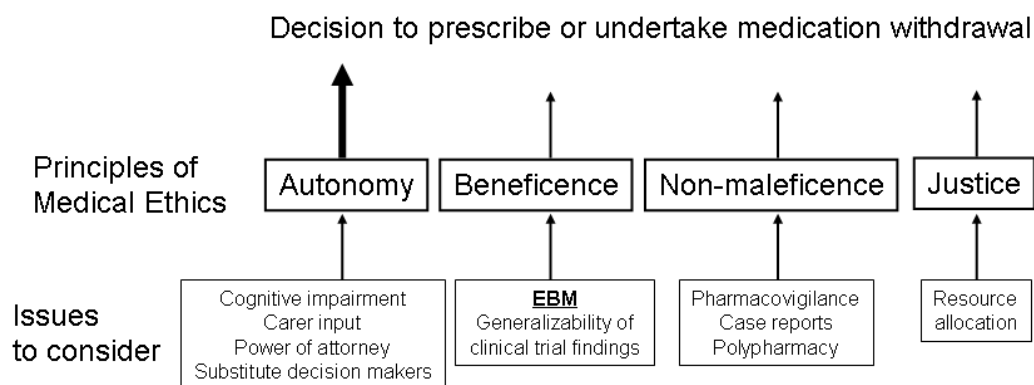 Decision to prescribe or undertake medication withdrawal
Principles of
Medical Ethics
Autonomy
Beneficence
Non-maleficence
Justice
Issues
to consider
Cognitive impairment
Carer input
Power of attorney
Substitute decision makers
EBM
Generalizability of
clinical trial findings
Pharmacovigilance
Case reports
Polypharmacy
Resource
allocation